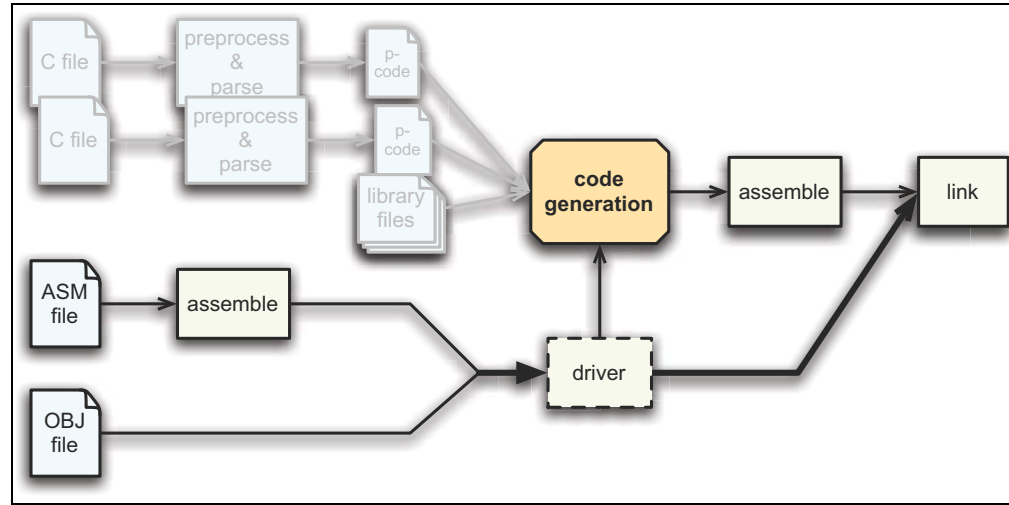 C file
preprocess
&
parse
p-
code
C file
preprocess
&
parse
p-
code
library
files
code
generation
assemble
link
ASM
file
assemble
driver
OBJ
file